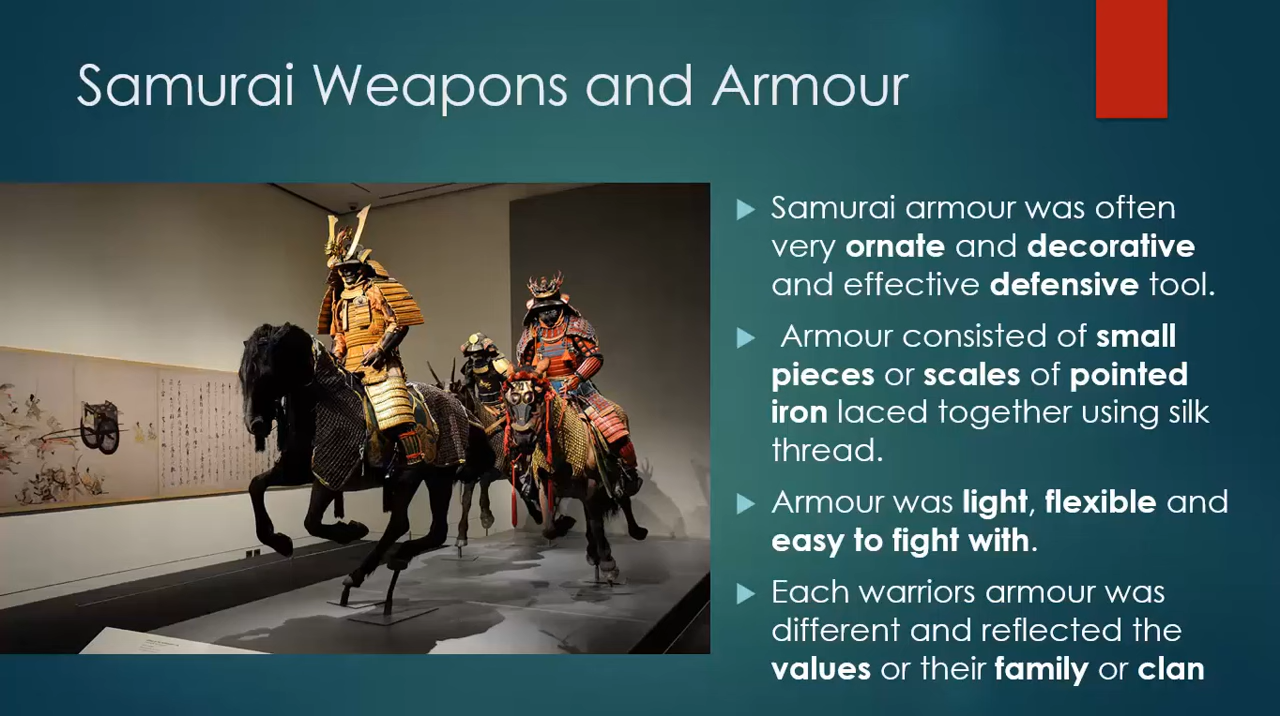 Samurai Weapons and Armour
Samurai armour was often
very ornate and decorative
and effective defensive tool.
Armour consisted of small
pieces or scales of pointed
iron laced together using silk
thread.
Armour was light, flexible and
easy to fight with.
Each warriors armour was
different and reflected the
values or their family or clan